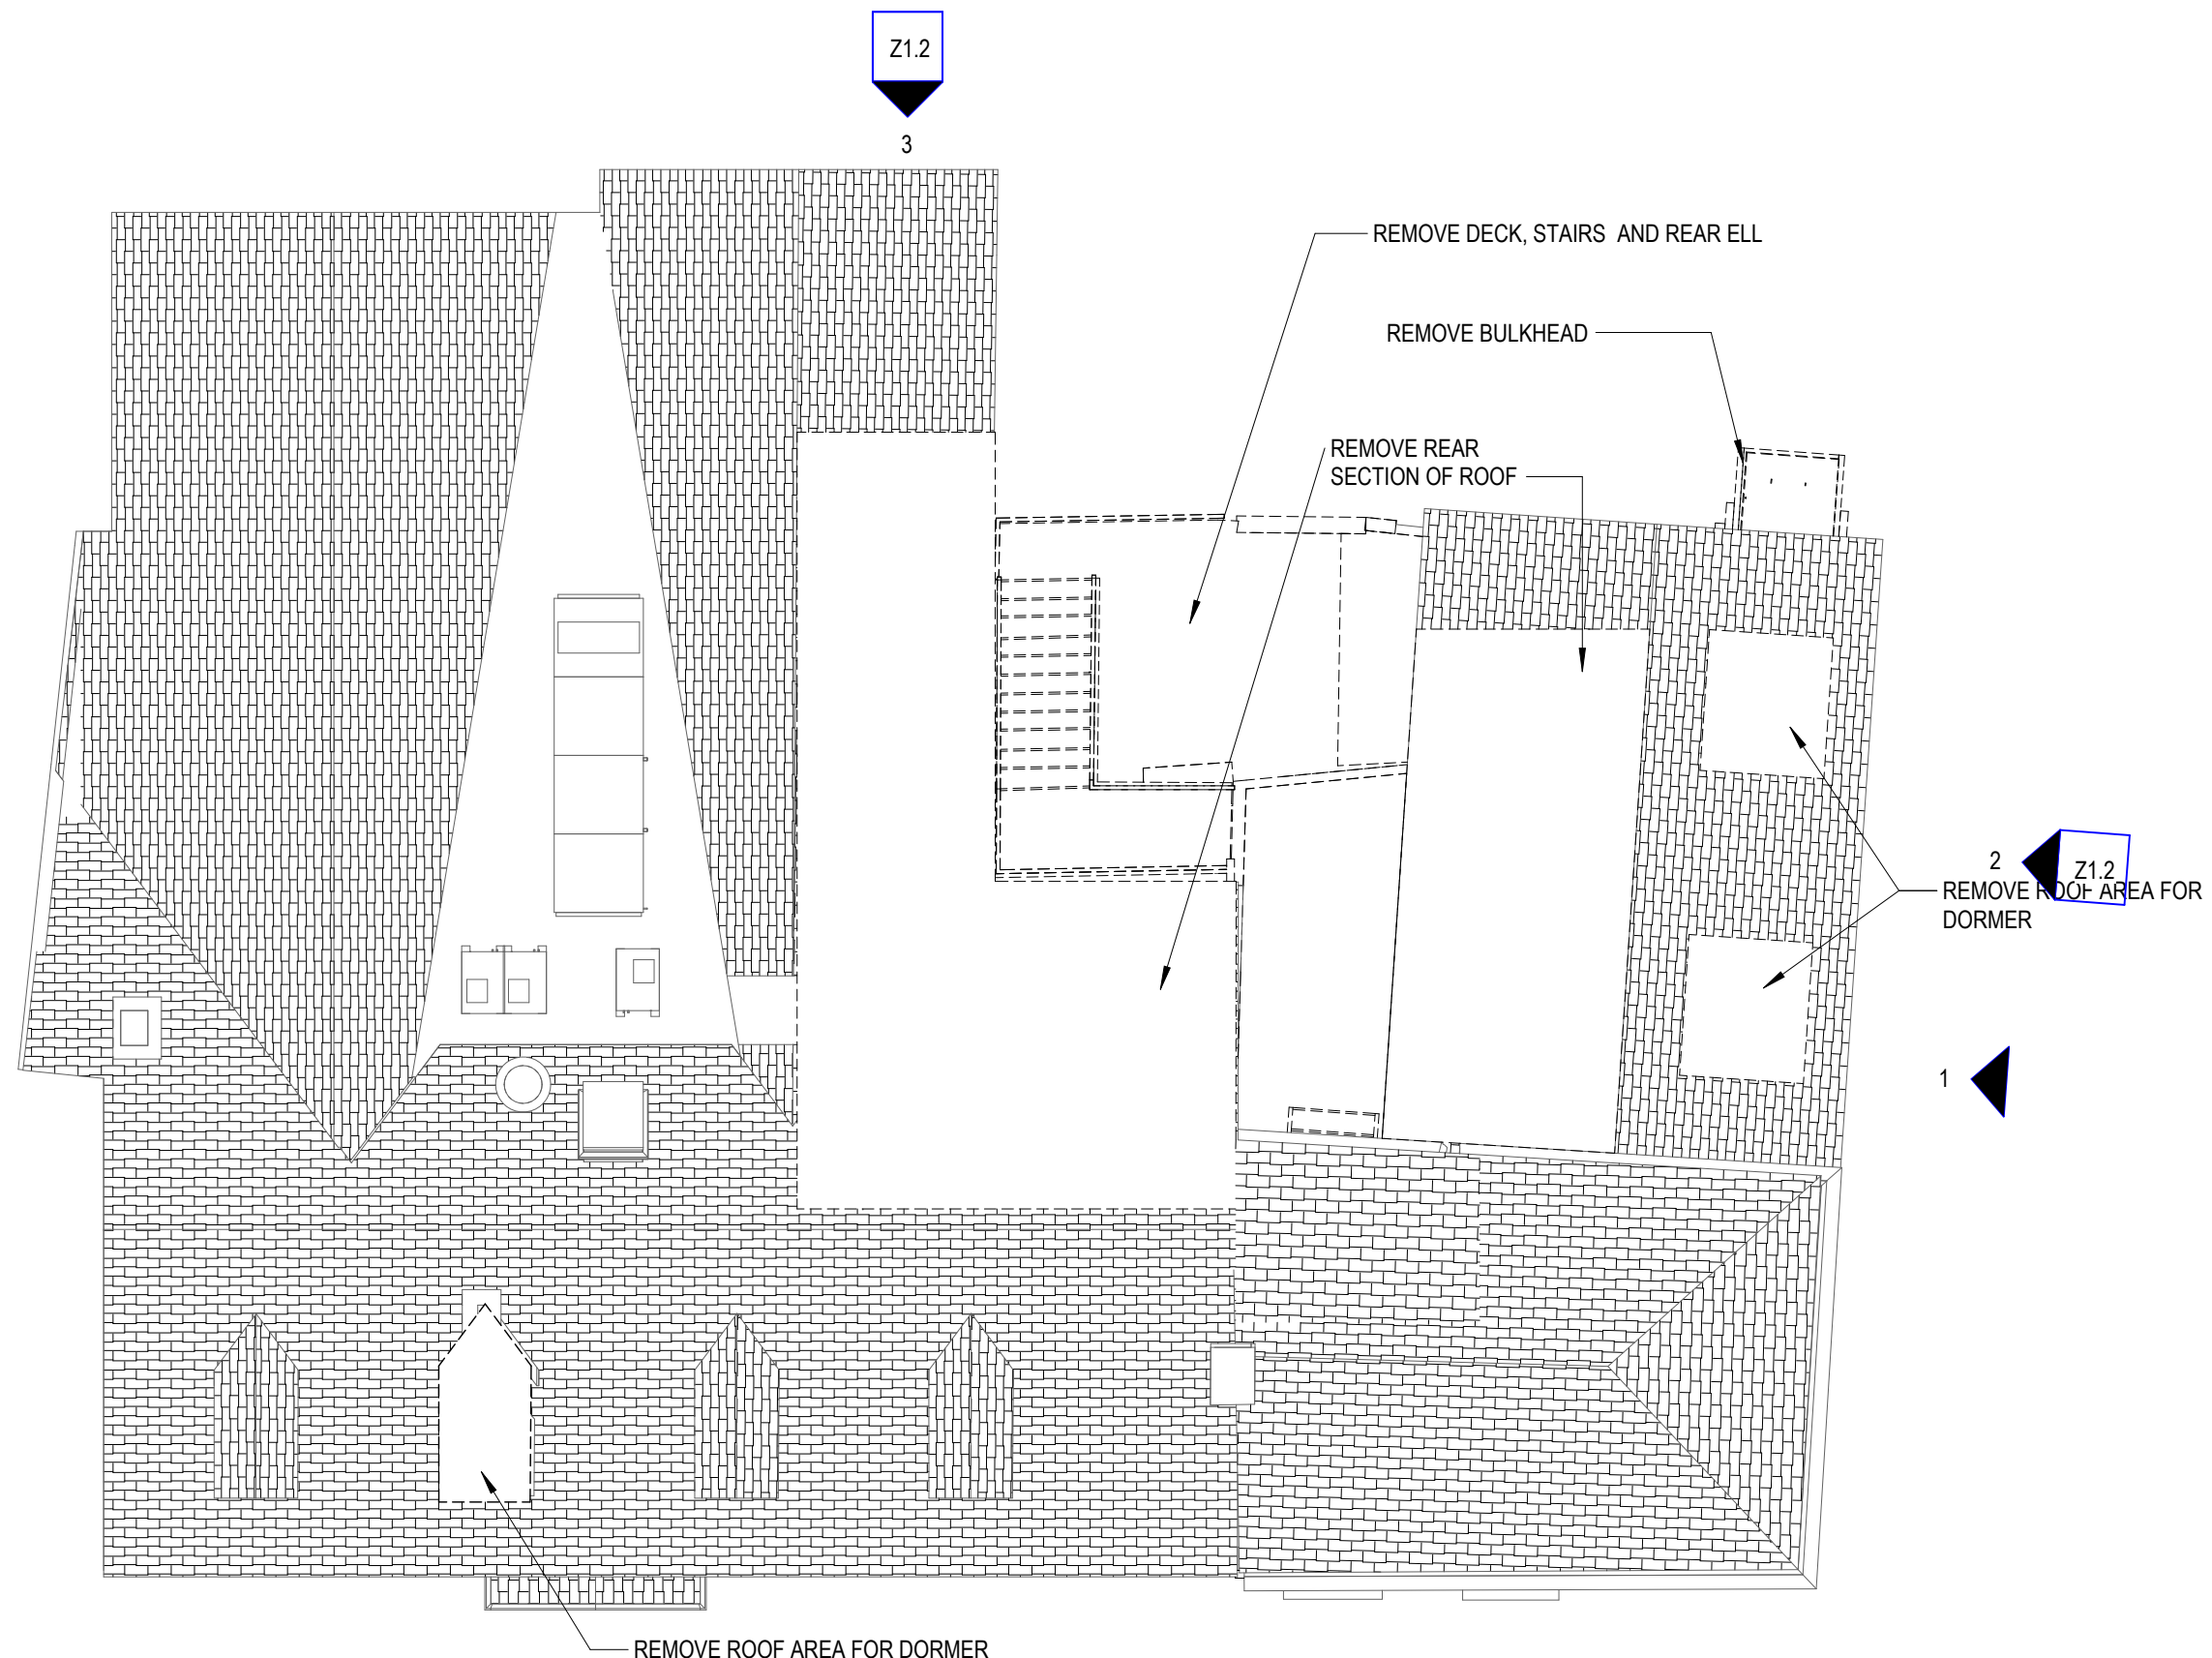 Z1.2
3
REMOVE DECK, STAIRS AND REAR ELL
REMOVE BULKHEAD
REMOVE REAR
SECTION OF ROOF
2
Z1.2
REMOVE ROOF AREA FOR
DORMER
1
REMOVE ROOF AREA FOR DORMER